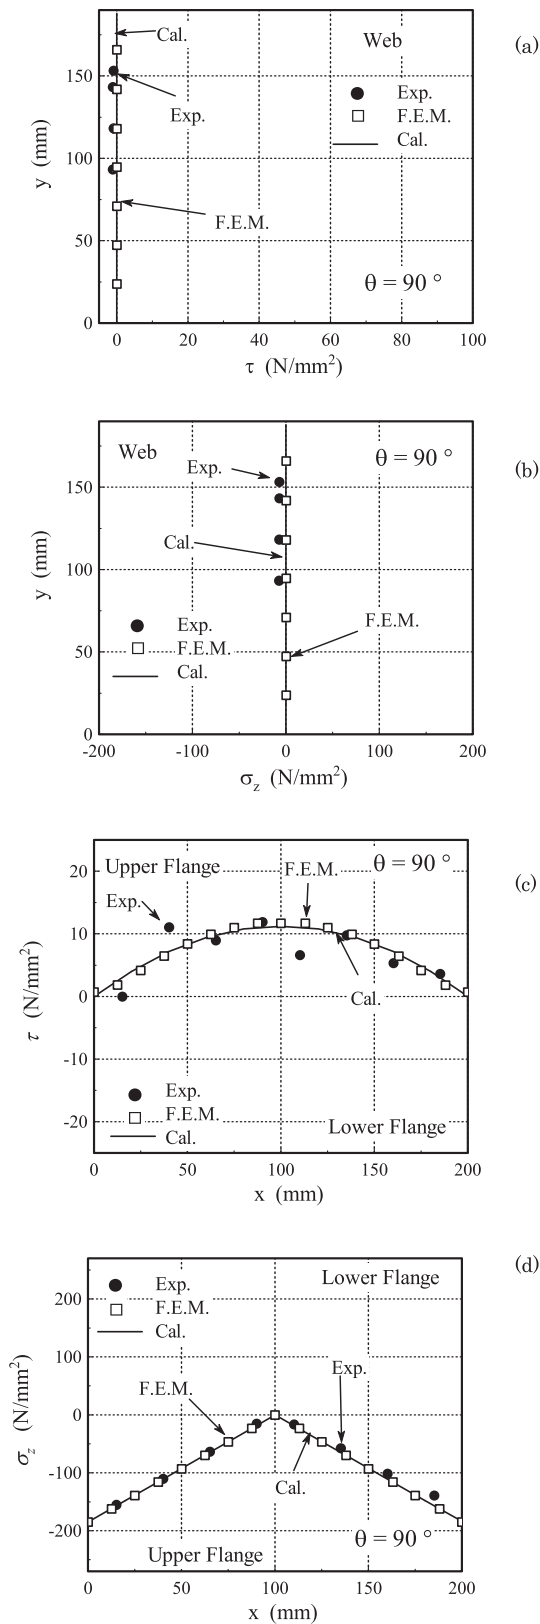 (a)
Cal.
Web
Exp.
Exp.
F.E.M.
Cal.
F.E.M.
θ = 90 °
y (mm)
150
100
50
0
0 20 40 60 80 100
τ (N/mm²)
(b)
Web
Exp.
θ = 90 °
Cal.
F.E.M.
Exp.
F.E.M.
Cal.
y (mm)
150
100
50
0
-200 -100 0 100 200
σz (N/mm²)
(c)
Upper Flange
F.E.M.
θ = 90 °
Exp.
Cal.
Exp.
F.E.M.
Cal.
Lower Flange
τ (N/mm²)
20
10
0
-10
-20
0 50 100 150 200
x (mm)
(d)
Exp.
F.E.M.
Cal.
Lower Flange
F.E.M.
Exp.
Cal.
θ = 90 °
Upper Flange
σz (N/mm²)
200
100
0
-100
-200
0 50 100 150 200
x (mm)